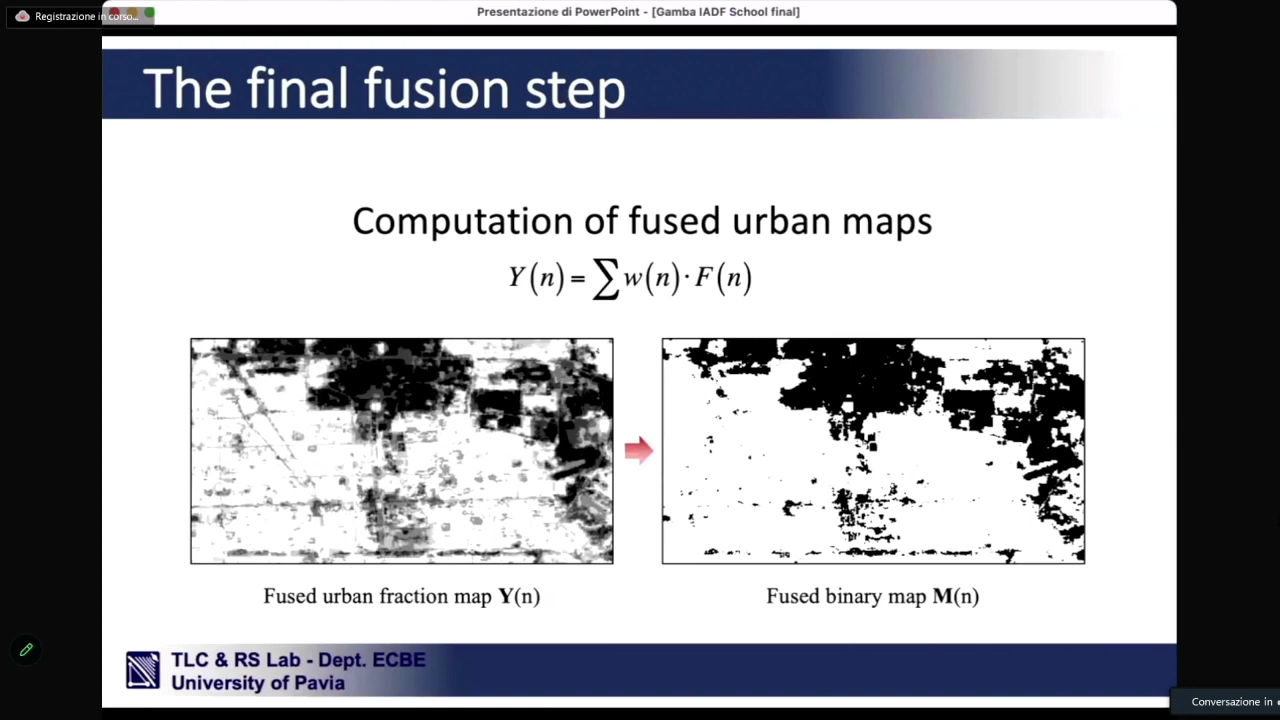 Registrazione in corso...
Presentazione di PowerPoint - [Gamba IADF School final]
The final fusion step
Computation of fused urban maps
Y(n) = ∑ w(n) · F(n)
Fused urban fraction map Y(n)
Fused binary map M(n)
TLC & RS Lab - Dept. ECBE
University of Pavia
Conversazione in